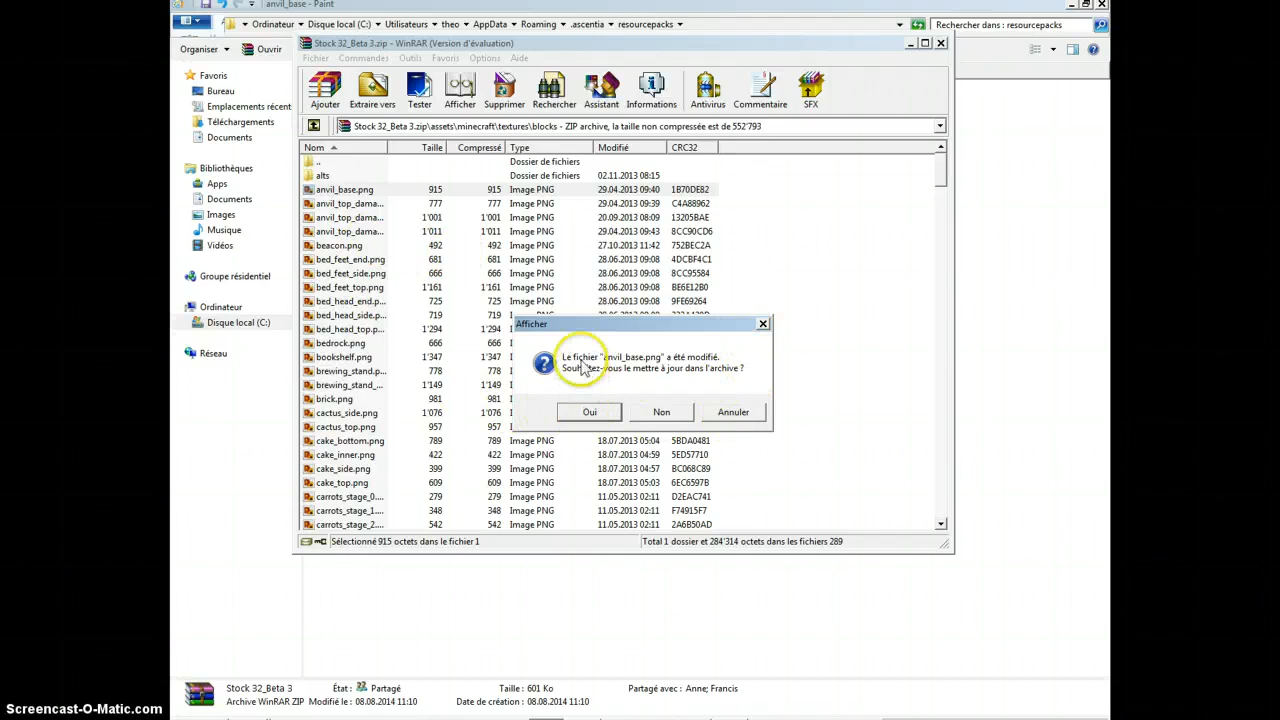 anvil_base - Paint
Ordinateur ▸ Disque local (C:) ▸ Utilisateurs ▸ theo ▸ AppData ▸ Roaming ▸ .ascentia ▸ resourcepacks ▸
Rechercher dans : resourcepacks
Organiser Ouvrir
Stock 32_Beta 3.zip - WinRAR (Version d'évaluation)
Fichier Commandes Outils Favoris Options Aide
Ajouter Extraire vers Tester Afficher Supprimer Rechercher Assistant Informations Antivirus Commentaire SFX
Stock 32_Beta 3.zip\assets\minecraft\textures\blocks - ZIP archive, la taille non compressée est de 552'793
Nom Taille Compressé Type Modifié CRC32
.. Dossier de fichiers
alts Dossier de fichiers 02.11.2013 08:15
anvil_base.png 915 915 Image PNG 29.04.2013 09:40 1B70DE82
anvil_top_dama... 777 777 Image PNG 29.04.2013 09:39 C4A88962
anvil_top_dama... 1'001 1'001 Image PNG 20.09.2013 08:09 13205BAE
anvil_top_dama... 1'011 1'011 Image PNG 29.04.2013 09:43 8CC90CD6
beacon.png 492 492 Image PNG 27.10.2013 11:42 752BEC2A
bed_feet_end.png 681 681 Image PNG 28.06.2013 09:08 4DCBF4C1
bed_feet_side.png 666 666 Image PNG 28.06.2013 09:08 8CC95584
bed_feet_top.png 1'161 1'161 Image PNG 28.06.2013 09:08 BE6E12B0
bed_head_end.p... 725 725 Image PNG 28.06.2013 09:08 9FE69264
bed_head_side.p... 719 719
bed_head_top.p... 1'294 1'294
bedrock.png 666 666
bookshelf.png 1'347 1'347
brewing_stand.p... 778 778
brewing_stand_... 119 119
brick.png 981 981
cactus_side.png 1'076 1'076
cactus_top.png 957 957
cake_bottom.png 789 789 Image PNG 18.07.2013 05:04 5BDA0481
cake_inner.png 422 422 Image PNG 18.07.2013 04:59 5ED57710
cake_side.png 399 399 Image PNG 18.07.2013 04:57 BC068C89
cake_top.png 609 609 Image PNG 18.07.2013 05:03 6EC6597B
carrots_stage_0.... 279 279 Image PNG 11.05.2013 02:11 D2EAC741
carrots_stage_1.... 348 348 Image PNG 11.05.2013 02:11 F74915F7
carrots_stage_2.... 542 542 Image PNG 11.05.2013 02:11 2A6B50AD
Sélectionné 915 octets dans le fichier 1
Total 1 dossier et 284'314 octets dans les fichiers 289
Afficher
Le fichier "anvil_base.png" a été modifié.
Souhaitez-vous le mettre à jour dans l'archive ?
Oui Non Annuler
Favoris
Bureau
Emplacements récent
Téléchargements
Documents
Bibliothèques
Apps
Documents
Images
Musique
Vidéos
Groupe résidentiel
Ordinateur
Disque local (C:)
Réseau
Stock 32_Beta 3 État : Partagé Taille : 601 Ko Partagé avec : Anne; Francis
Archive WinRAR ZIP Modifié le : 08.08.2014 11:10 Date de création : 08.08.2014 11:10
Screencast-O-Matic.com